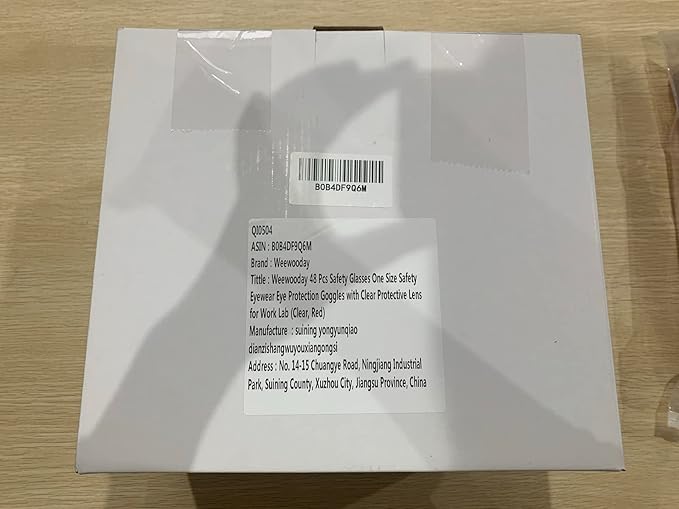 B0B4DF9Q6M
QI0504
ASIN : B0B4DF9Q6M
Brand : Weewooday
Tittle : Weewooday 48 Pcs Safety Glasses One Size Safety
Eyewear Eye Protection Goggles with Clear Protective Lens
for Work Lab (Clear, Red)
Manufacture : suining yongyunqiao
dianzishangwuyouxiangongsi
Address : No. 14-15 Chuangye Road, Ningjiang Industrial
Park, Suining County, Xuzhou City, Jiangsu Province, China